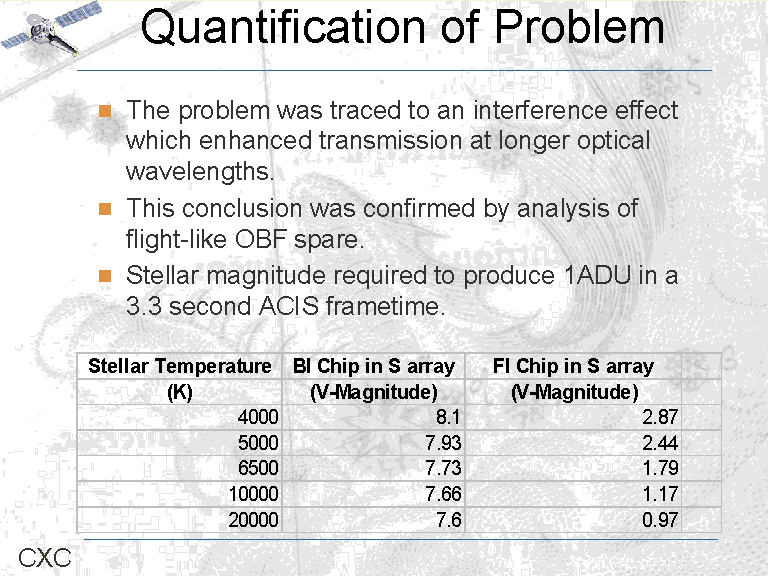 Quantification of Problem
The problem was traced to an interference effect
which enhanced transmission at longer optical
wavelengths.
This conclusion was confirmed by analysis of
flight-like OBF spare.
Stellar magnitude required to produce 1ADU in a
3.3 second ACIS frametime.
Stellar Temperature BI Chip in S array FI Chip in S array
(K) (V-Magnitude) (V-Magnitude)
4000 8.1 2.87
5000 7.93 2.44
6500 7.73 1.79
10000 7.66 1.17
20000 7.6 0.97
CXC